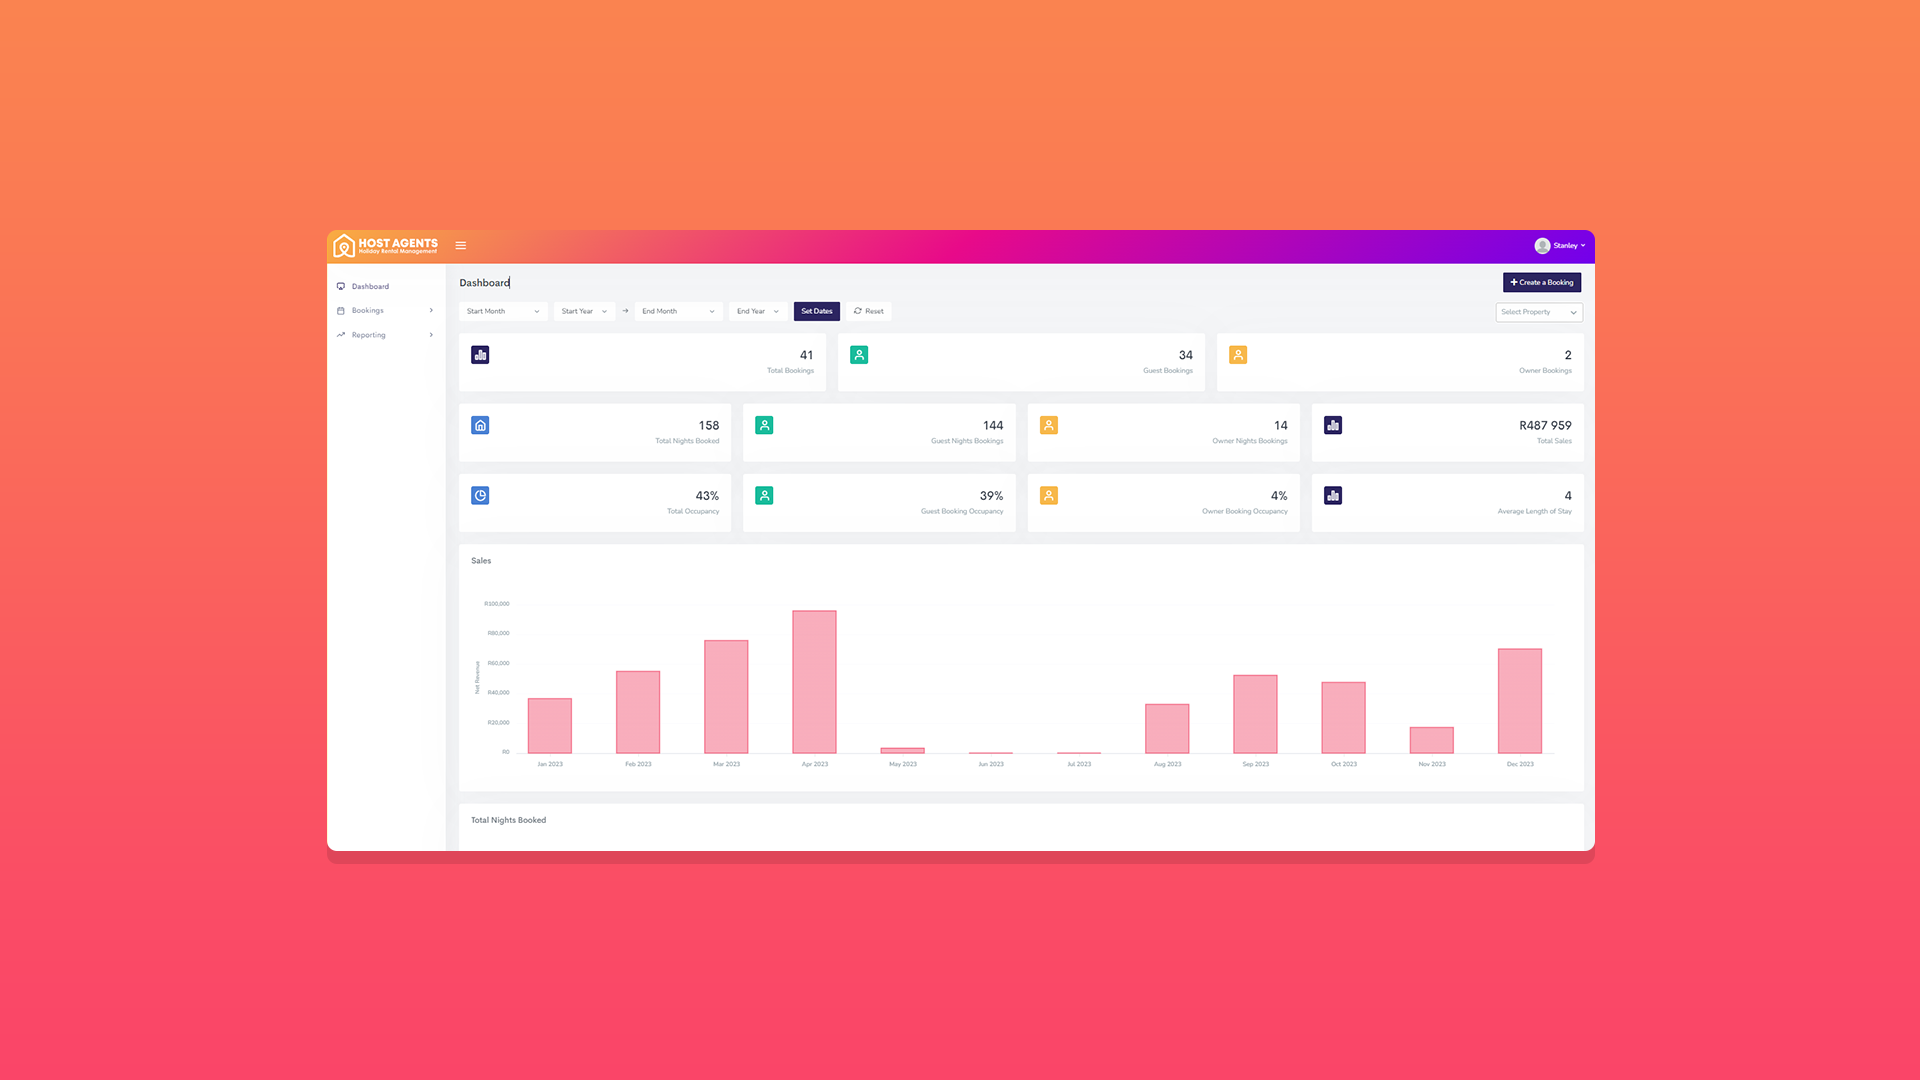 HOST AGENTS
Holiday Rental Management
Stanley
Dashboard
Bookings
Reporting
Dashboard
+ Create a Booking
Start Month
Start Year
→
End Month
End Year
Set Dates
Reset
Select Property
41
Total Bookings
34
Guest Bookings
2
Owner Bookings
158
Total Nights Booked
144
Guest Nights Bookings
14
Owner Nights Bookings
R487 959
Total Sales
43%
Total Occupancy
39%
Guest Booking Occupancy
4%
Owner Booking Occupancy
4
Average Length of Stay
Sales
Net Revenue
R100,000
R80,000
R60,000
R40,000
R20,000
R0
Jan 2023
Feb 2023
Mar 2023
Apr 2023
May 2023
Jun 2023
Jul 2023
Aug 2023
Sep 2023
Oct 2023
Nov 2023
Dec 2023
Total Nights Booked